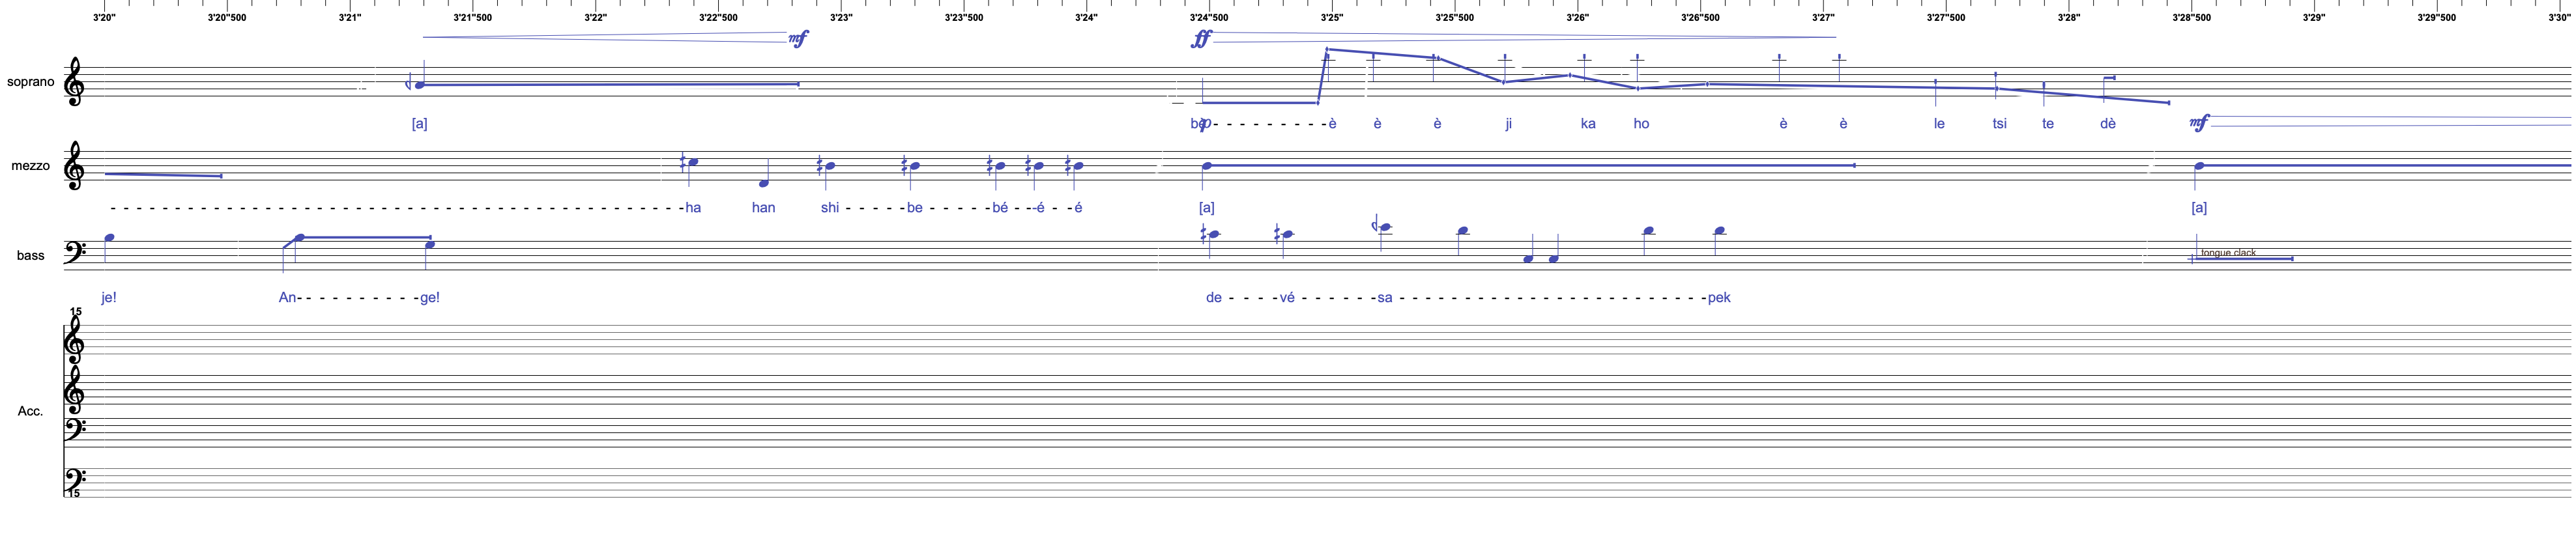 3'20" 3'20"500 3'21" 3'21"500 3'22" 3'22"500 3'23" 3'23"500 3'24" 3'24"500 3'25" 3'25"500 3'26" 3'26"500 3'27" 3'27"500 3'28" 3'28"500 3'29" 3'29"500 3'30"
mf ff
soprano
[a] bè - - - - - - - - - è è è ji ka ho è è le tsi te dè
p mf
mezzo
- - - - - - - - - - ha han shi - - - - - be - - - - - bé - - -é - - é [a] [a]
bass
tongue clack
je! An- - - - - - - - - -ge! de - - - - vé - - - - - - sa - - - - - - - - - - - - - - - - - - - - - pek
15
Acc.
15